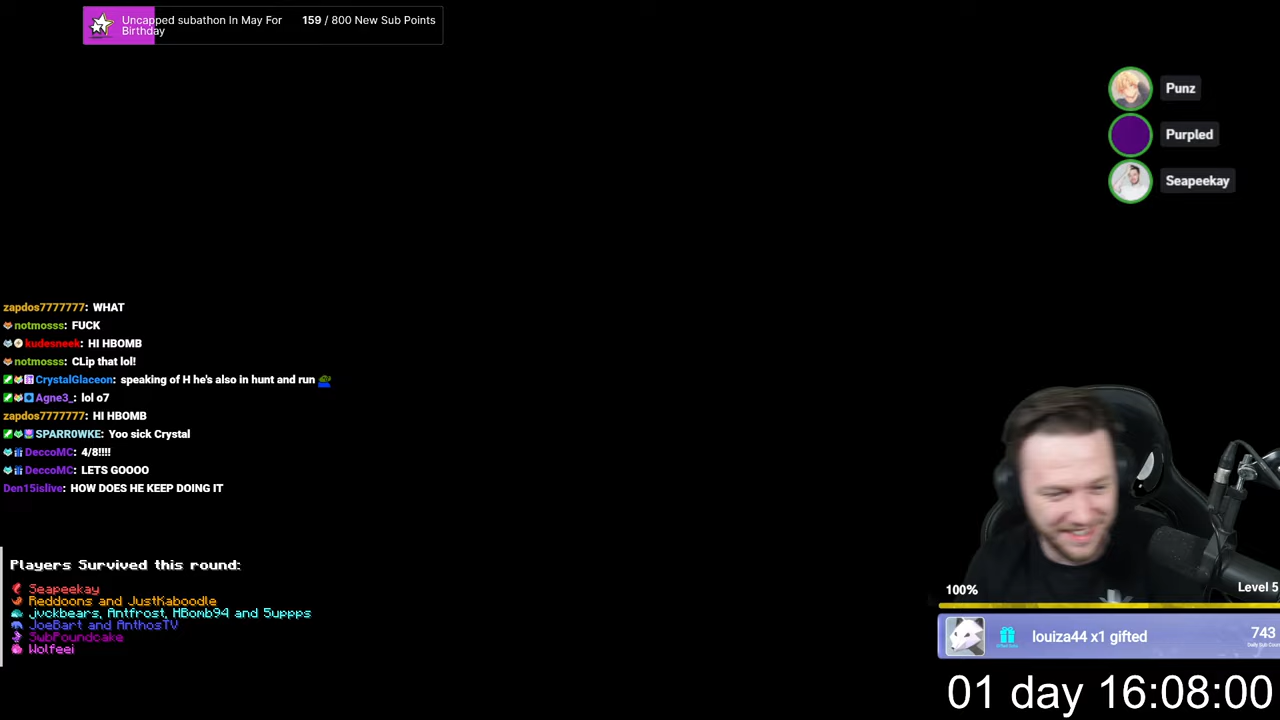 Uncapped subathon In May For Birthday
159 / 800 New Sub Points
Punz
Purpled
Seapeekay
zapdos7777777: WHAT
notmosss: FUCK
kudesneek: HI HBOMB
notmosss: CLip that lol!
CrystalGlaceon: speaking of H he's also in hunt and run
Agne3_: lol o7
zapdos7777777: HI HBOMB
SPARR0WKE: Yoo sick Crystal
DeccoMC: 4/8!!!!
DeccoMC: LETS GOOOO
Den15islive: HOW DOES HE KEEP DOING IT
Players Survived this round:
Seapeekay
Reddoons and JustKaboodle
jvckbears, Antfrost, HBomb94 and 5uppps
JoeBart and AnthosTV
SwbPoundcake
Wolfeei
100%
Level 5
louiza44 x1 gifted
743
01 day 16:08:00